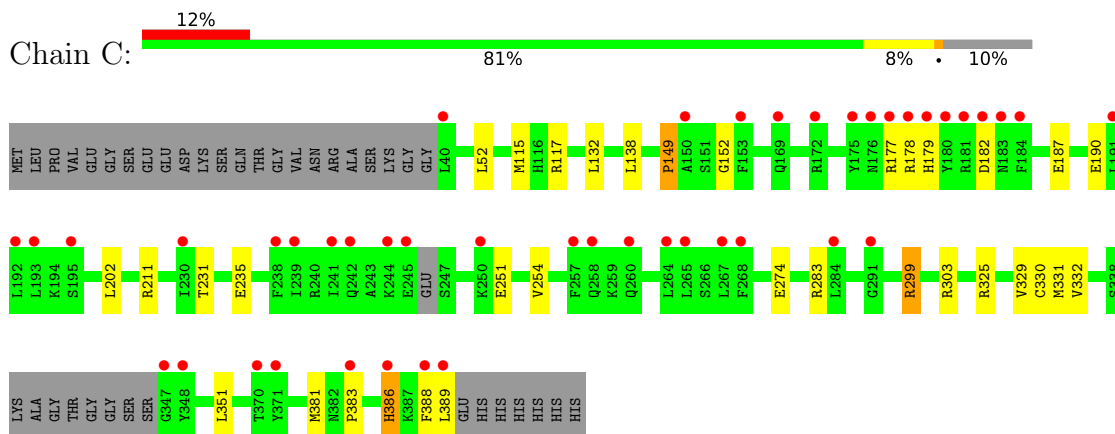 12%
Chain C:
81% 8% • 10%
MET LEU PRO VAL GLU GLY SER GLU GLU ASP LYS SER GLN THR GLY VAL ASN ARG ALA SER LYS GLY GLY L40 L52 M115 H116 R117 L132 L138 P149 A150 S151 G152 F153 Q169 R172 Y175 N176 R177 R178 H179 Y180 R181 D182 N183 F184 E187 E190 L191
L192 L193 K194 S195 L202 R211 I230 T231 E235 F238 I239 R240 I241 Q242 A243 K244 E245 GLU S247 K250 E251 V254 F257 Q258 K259 Q260 L264 L265 S266 L267 F268 E274 R283 L284 G291 R299 R303 R325 V329 C330 M331 V332 S338
LYS ALA GLY THR GLY GLY SER SER G347 Y348 L351 T370 Y371 M381 N382 P383 H386 K387 F388 L389 GLU HIS HIS HIS HIS HIS HIS